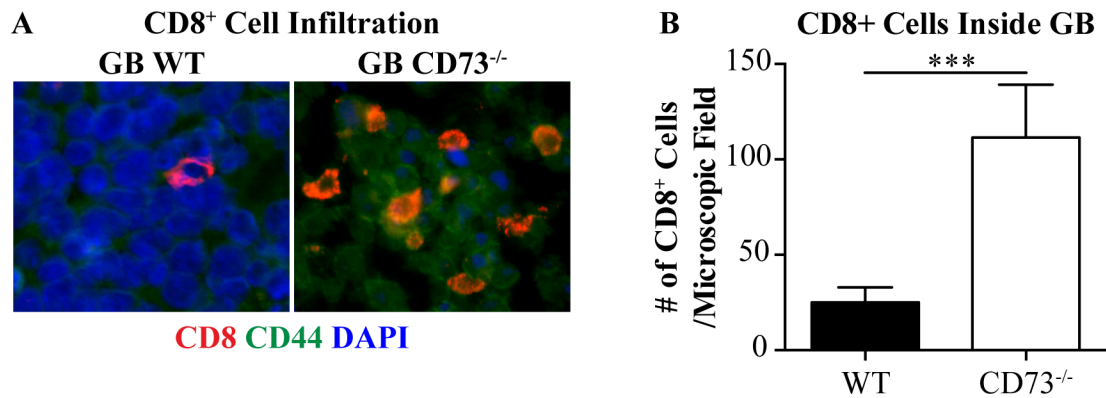 A
CD8⁺ Cell Infiltration
GB WT
GB CD73⁻/⁻
CD8 CD44 DAPI
B
CD8+ Cells Inside GB
***
150
100
50
0
# of CD8⁺ Cells
/Microscopic Field
WT
CD73⁻/⁻